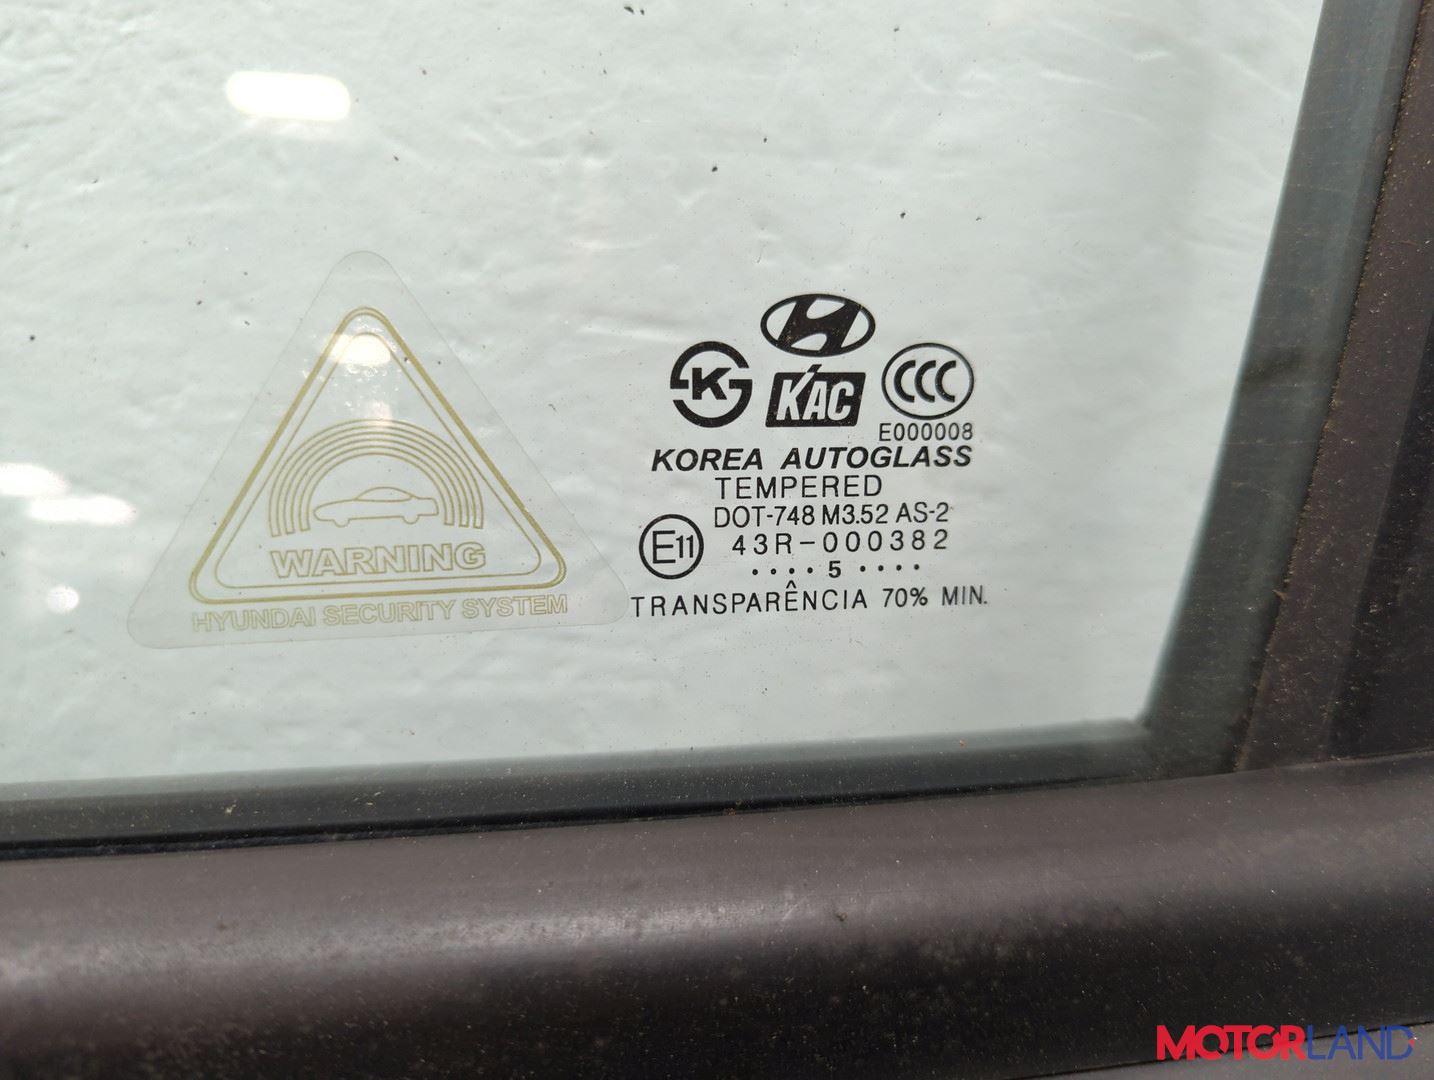 WARNING
HYUNDAI SECURITY SYSTEM
K
KAC
CCC
E000008
KOREA AUTOGLASS
TEMPERED
DOT-748 M3.52 AS-2
E11 43R-000382
····5····
TRANSPARÊNCIA 70% MIN.
MOTORLAND